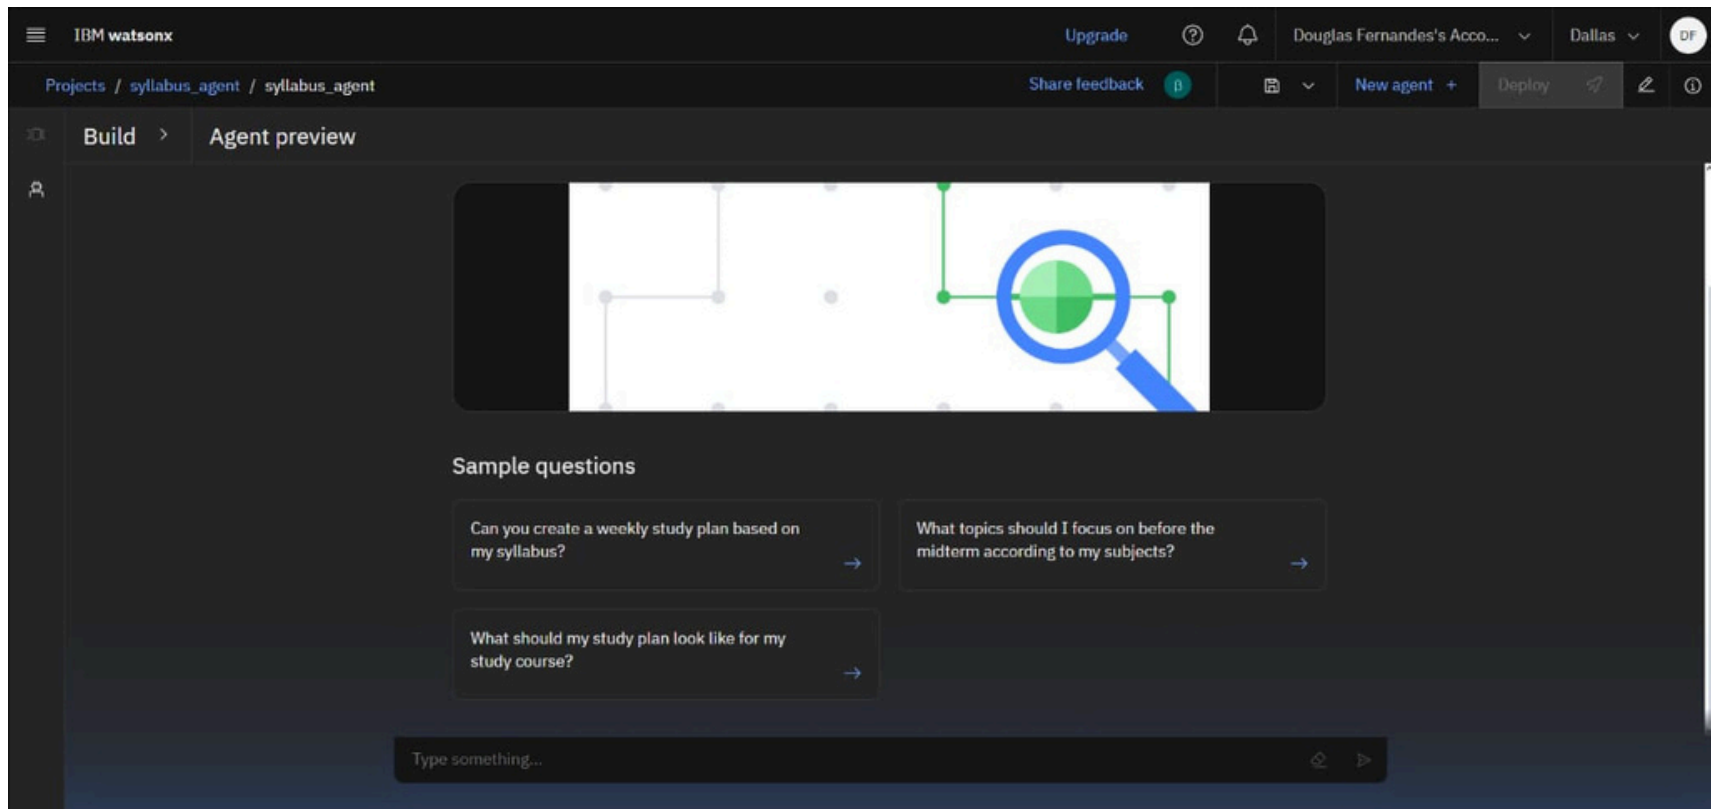 IBM watsonx
Upgrade
Douglas Fernandes's Acco...
Dallas
DF
Projects / syllabus_agent / syllabus_agent
Share feedback
β
New agent +
Deploy
Build >
Agent preview
Sample questions
Can you create a weekly study plan based on
my syllabus?
What topics should I focus on before the
midterm according to my subjects?
What should my study plan look like for my
study course?
Type something...